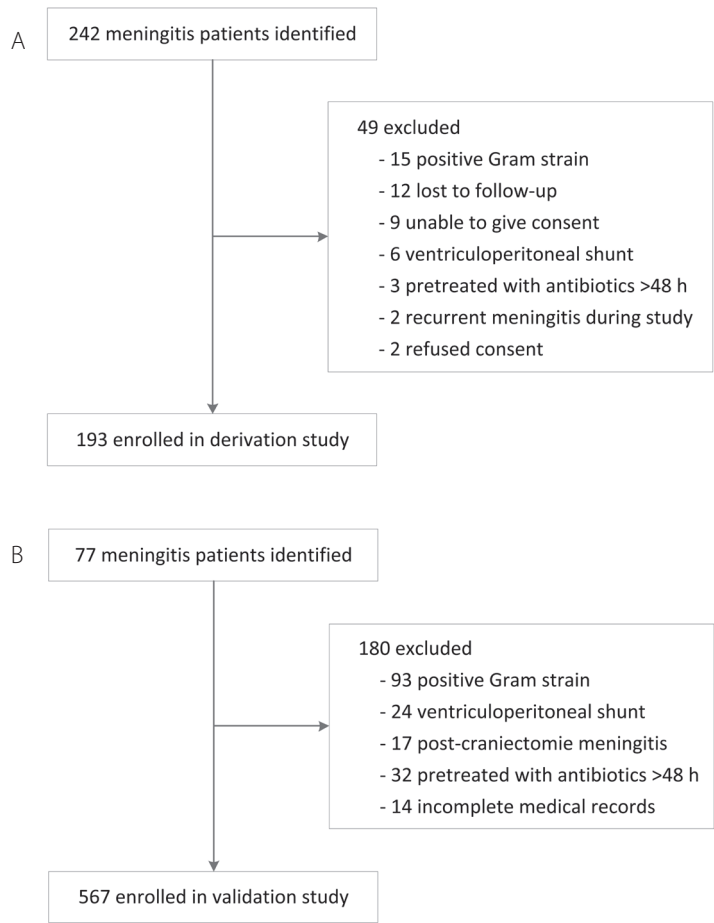 A
242 meningitis patients identified
49 excluded
- 15 positive Gram strain
- 12 lost to follow-up
- 9 unable to give consent
- 6 ventriculoperitoneal shunt
- 3 pretreated with antibiotics >48 h
- 2 recurrent meningitis during study
- 2 refused consent
193 enrolled in derivation study
B
77 meningitis patients identified
180 excluded
- 93 positive Gram strain
- 24 ventriculoperitoneal shunt
- 17 post-craniectomie meningitis
- 32 pretreated with antibiotics >48 h
- 14 incomplete medical records
567 enrolled in validation study